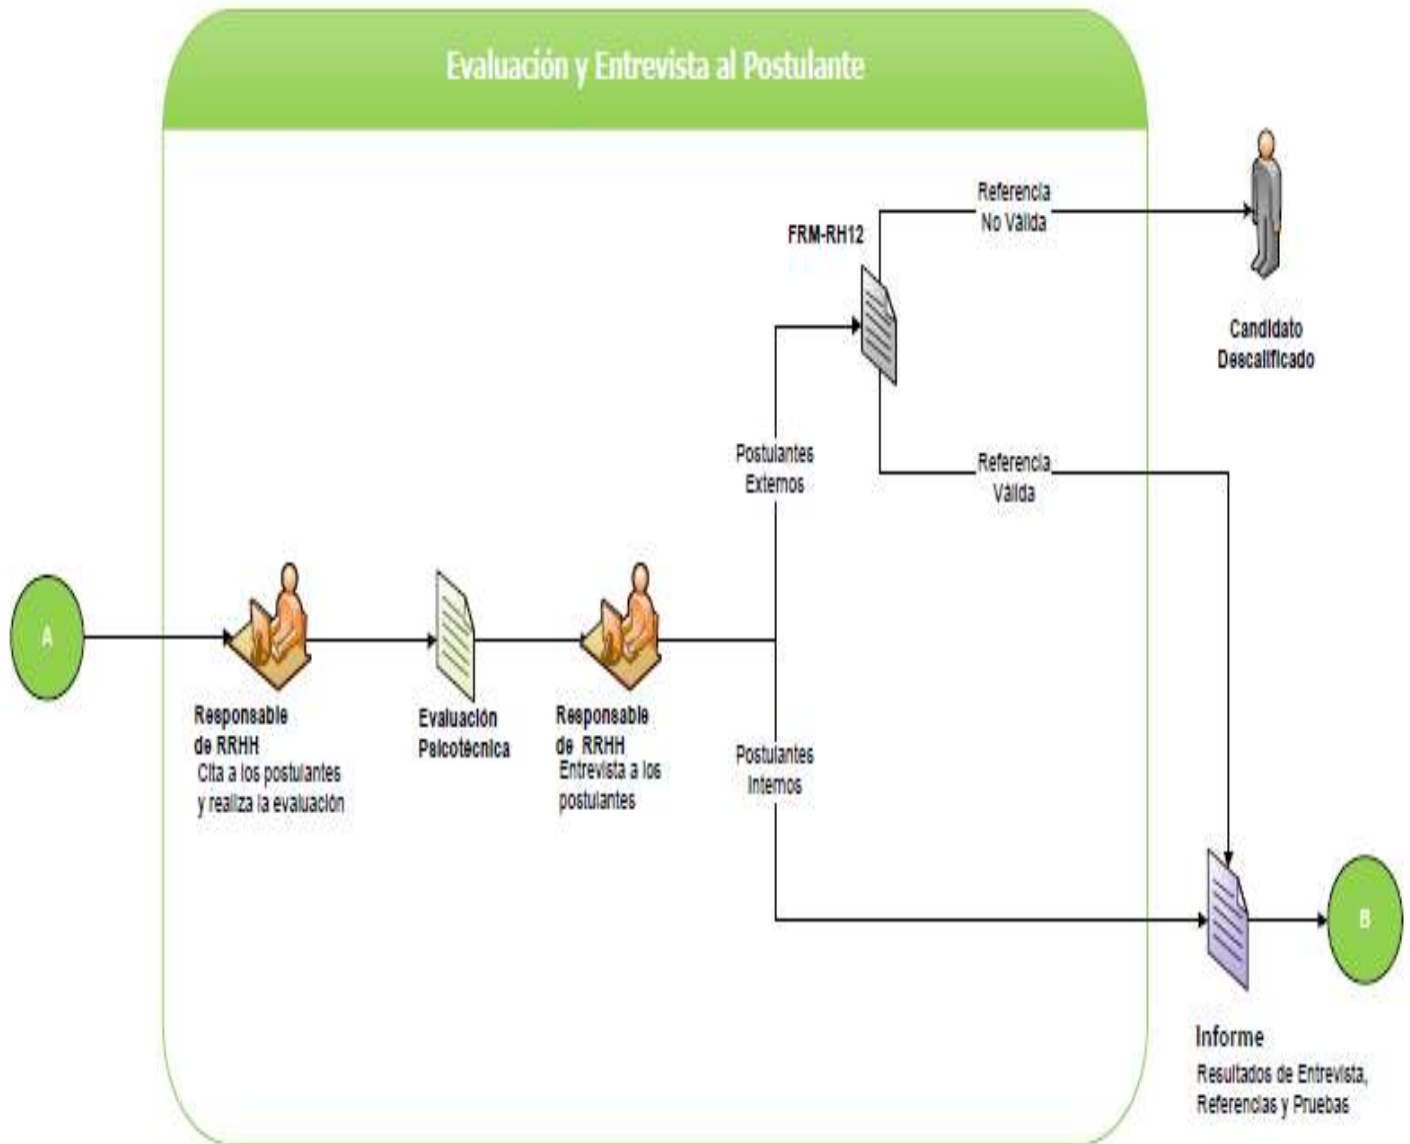 Evaluación y Entrevista al Postulante
Referencia
No Válida
FRM-RH12
Candidato
Descalificado
Postulantes
Externos
Referencia
Válida
A
Responsable
de RRHH
Cita a los postulantes
y realiza la evaluación
Evaluación
Psicotécnica
Responsable
de RRHH
Entrevista a los
postulantes
Postulantes
Internos
B
Informe
Resultados de Entrevista,
Referencias y Pruebas